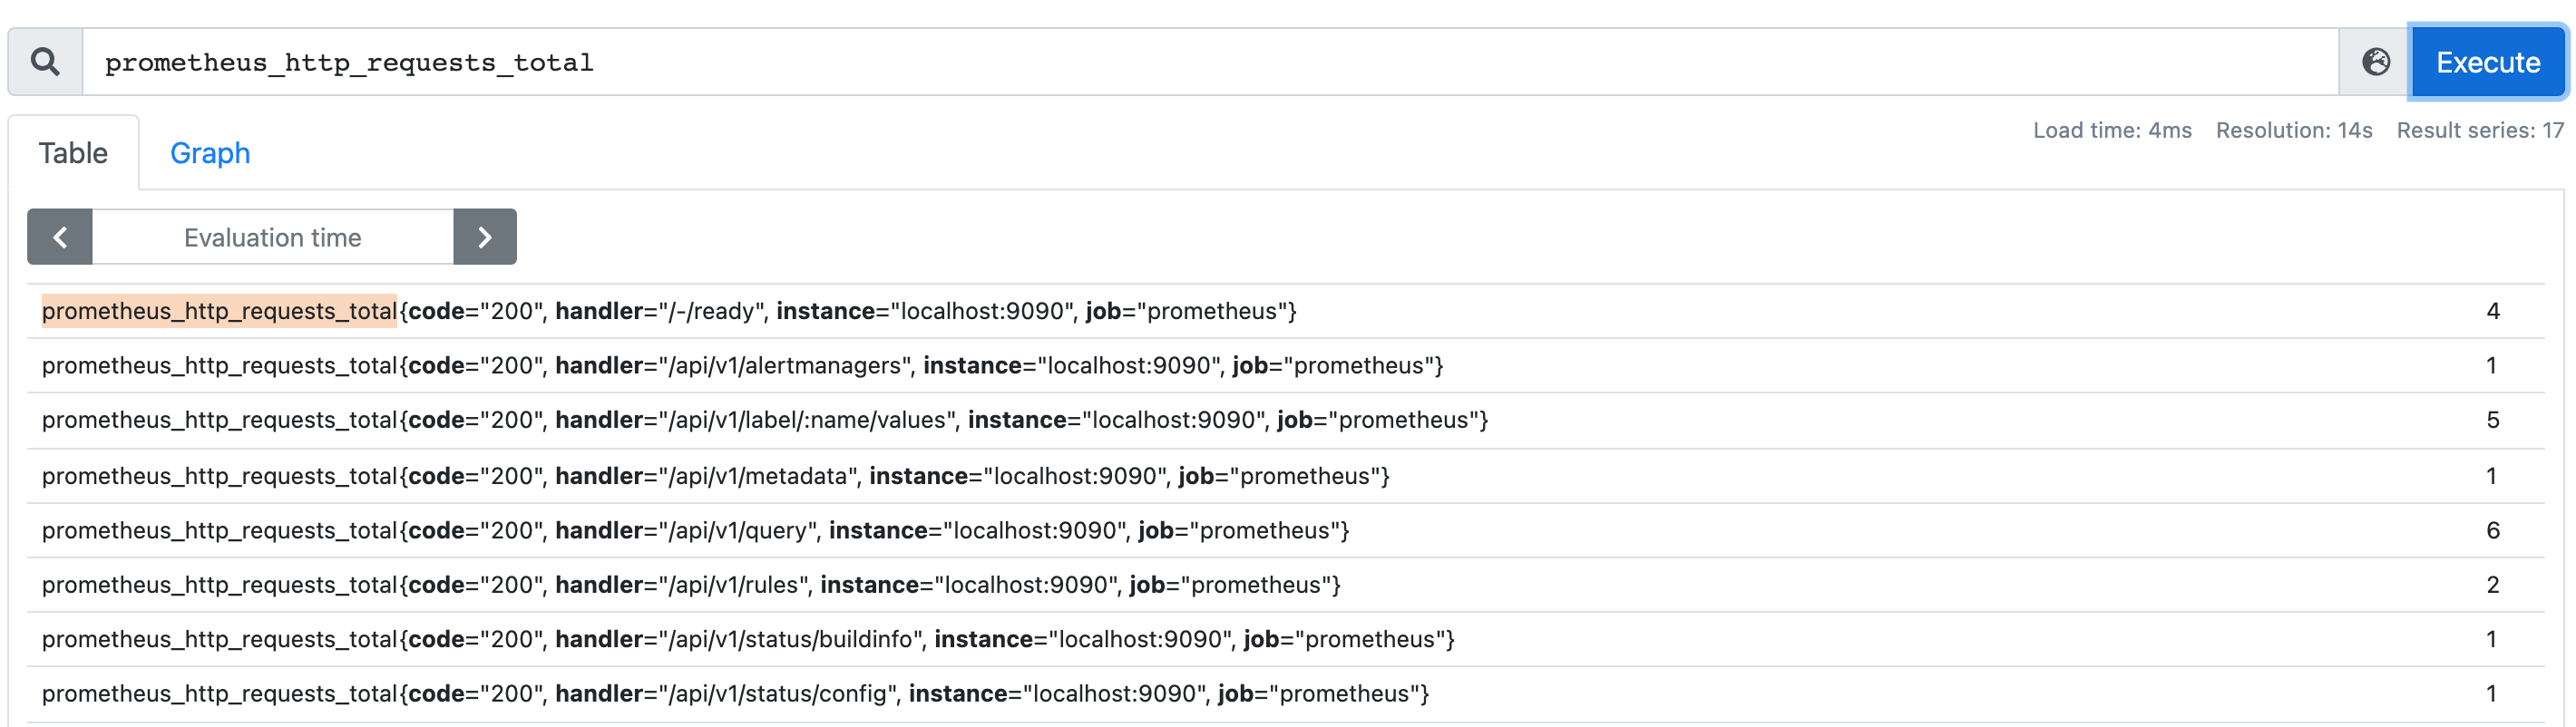 prometheus_http_requests_total
Execute
Load time: 4ms Resolution: 14s Result series: 17
Table Graph
Evaluation time
prometheus_http_requests_total{code="200", handler="/-/ready", instance="localhost:9090", job="prometheus"} 4
prometheus_http_requests_total{code="200", handler="/api/v1/alertmanagers", instance="localhost:9090", job="prometheus"} 1
prometheus_http_requests_total{code="200", handler="/api/v1/label/:name/values", instance="localhost:9090", job="prometheus"} 5
prometheus_http_requests_total{code="200", handler="/api/v1/metadata", instance="localhost:9090", job="prometheus"} 1
prometheus_http_requests_total{code="200", handler="/api/v1/query", instance="localhost:9090", job="prometheus"} 6
prometheus_http_requests_total{code="200", handler="/api/v1/rules", instance="localhost:9090", job="prometheus"} 2
prometheus_http_requests_total{code="200", handler="/api/v1/status/buildinfo", instance="localhost:9090", job="prometheus"} 1
prometheus_http_requests_total{code="200", handler="/api/v1/status/config", instance="localhost:9090", job="prometheus"} 1